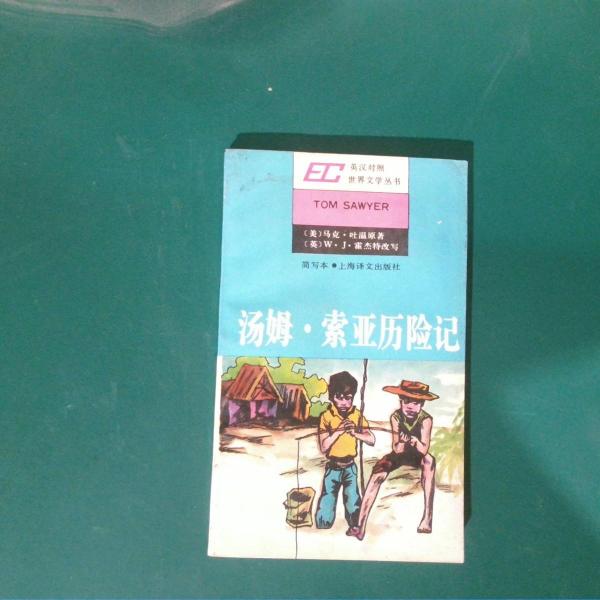 EC
英汉对照
世界文学丛书
TOM SAWYER
〔美〕马克·吐温原著
〔英〕W·J·霍杰特改写
简写本●上海译文出版社
汤姆·索亚历险记